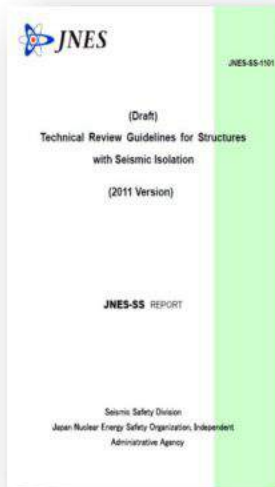 JNES
JNES-SS-1101
(Draft)
Technical Review Guidelines for Structures
with Seismic Isolation
(2011 Version)
JNES-SS REPORT
Seismic Safety Division
Japan Nuclear Energy Safety Organization, Independent
Administrative Agency